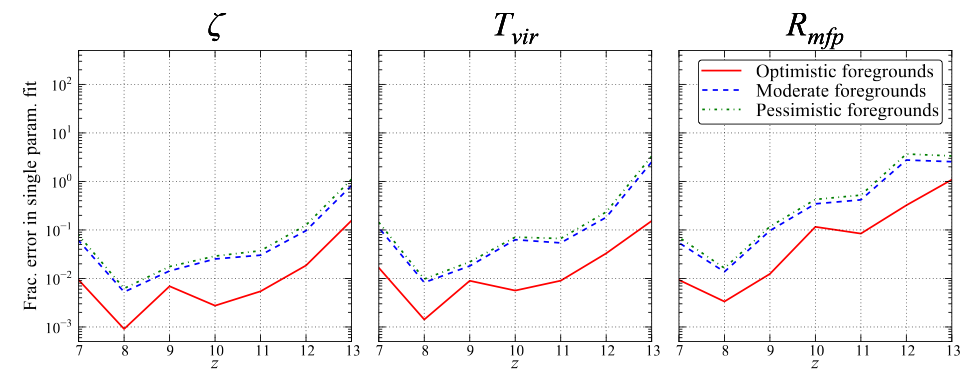 ζ T_vir R_mfp
Frac. error in single param. fit
10^2
10^1
10^0
10^−1
10^−2
10^−3
Optimistic foregrounds
Moderate foregrounds
Pessimistic foregrounds
7 8 9 10 11 12 13 7 8 9 10 11 12 13 7 8 9 10 11 12 13
z z z